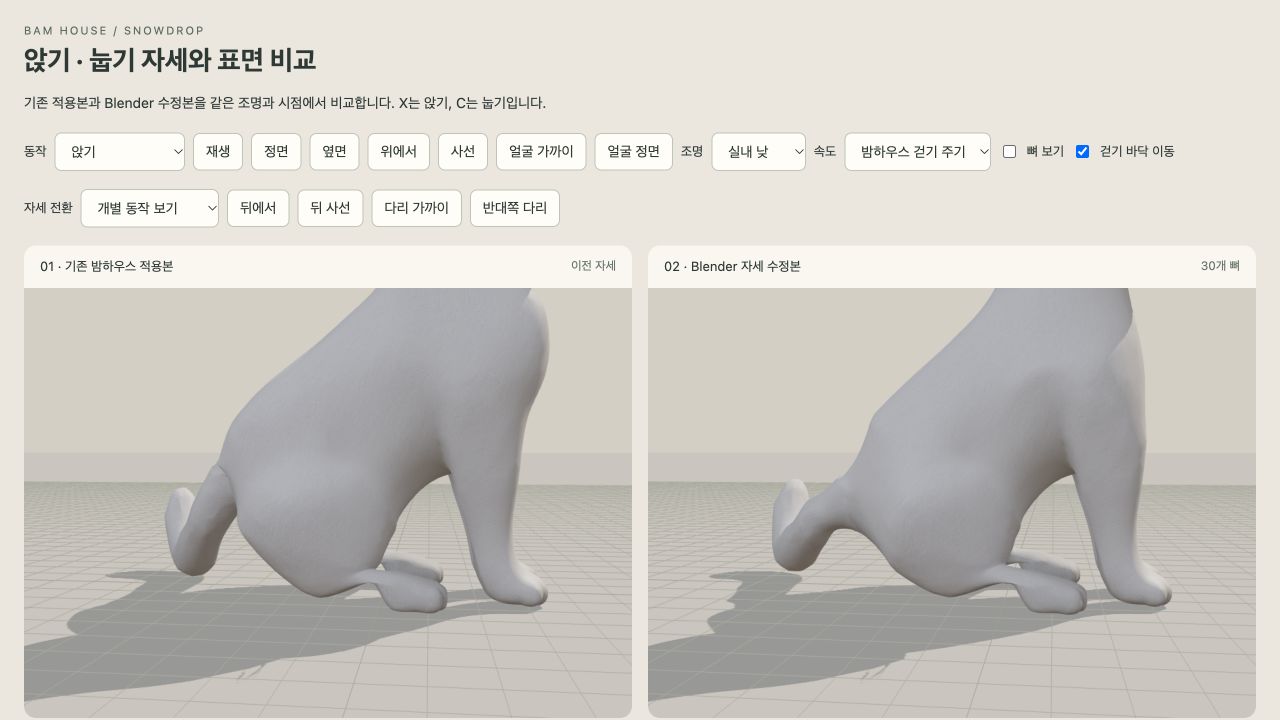 BAM HOUSE / SNOWDROP
앉기 · 눕기 자세와 표면 비교
기존 적용본과 Blender 수정본을 같은 조명과 시점에서 비교합니다. X는 앉기, C는 눕기입니다.
동작 앉기 재생 정면 옆면 위에서 사선 얼굴 가까이 얼굴 정면 조명 실내 낮 속도 밤하우스 걷기 주기 뼈 보기 걷기 바닥 이동
자세 전환 개별 동작 보기 뒤에서 뒤 사선 다리 가까이 반대쪽 다리
01 · 기존 밤하우스 적용본 이전 자세
02 · Blender 자세 수정본 30개 뼈